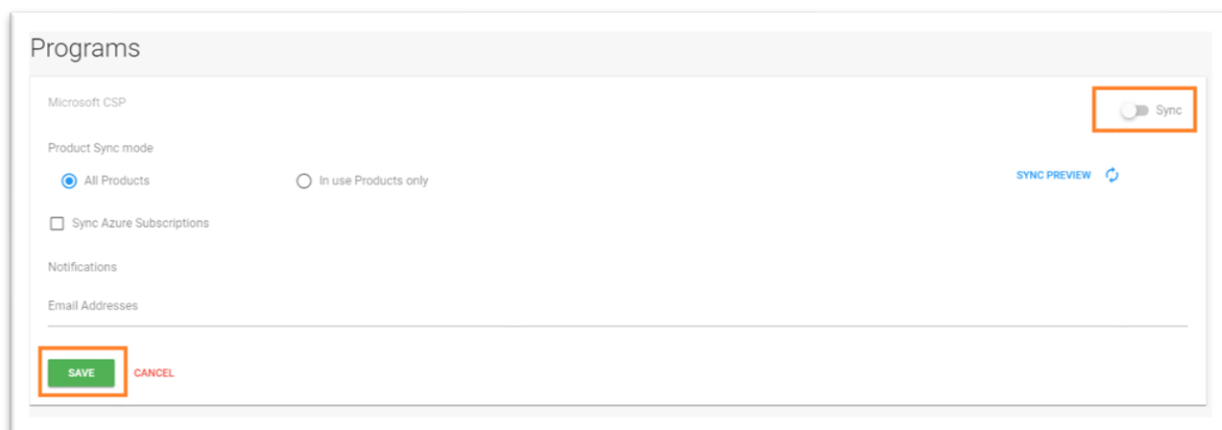 Programs
Microsoft CSP
Sync
Product Sync mode
All Products
In use Products only
SYNC PREVIEW
Sync Azure Subscriptions
Notifications
Email Addresses
SAVE
CANCEL